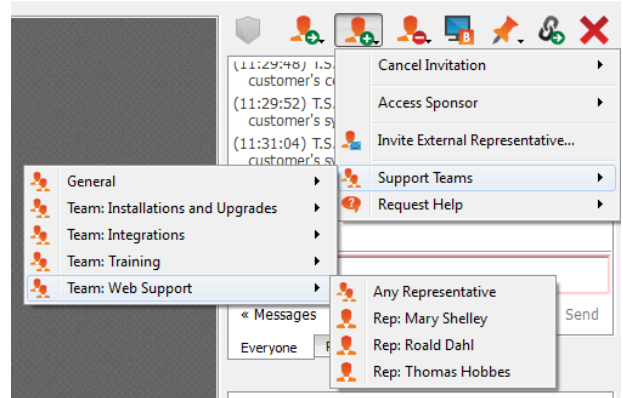 (11:29:48) T.S.
customer's
(11:29:52) T.S.
customer's sy
(11:31:04) T.S.
customer's sy
Cancel Invitation
Access Sponsor
Invite External Representative...
Support Teams
Request Help
General
Team: Installations and Upgrades
Team: Integrations
Team: Training
Team: Web Support
Any Representative
Rep: Mary Shelley
Rep: Roald Dahl
Rep: Thomas Hobbes
« Messages
Send
Everyone
B